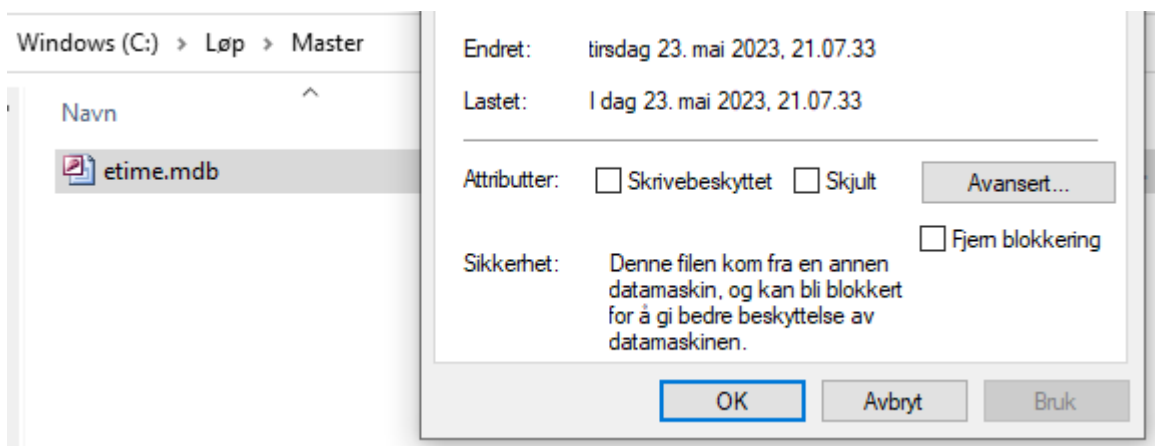 Windows (C:) > Løp > Master
Navn
etime.mdb
Endret: tirsdag 23. mai 2023, 21.07.33
Lastet: I dag 23. mai 2023, 21.07.33
Attributter: Skrivebeskyttet Skjult Avansert...
Fjern blokkering
Sikkerhet: Denne filen kom fra en annen
datamaskin, og kan bli blokkert
for å gi bedre beskyttelse av
datamaskinen.
OK Avbryt Bruk